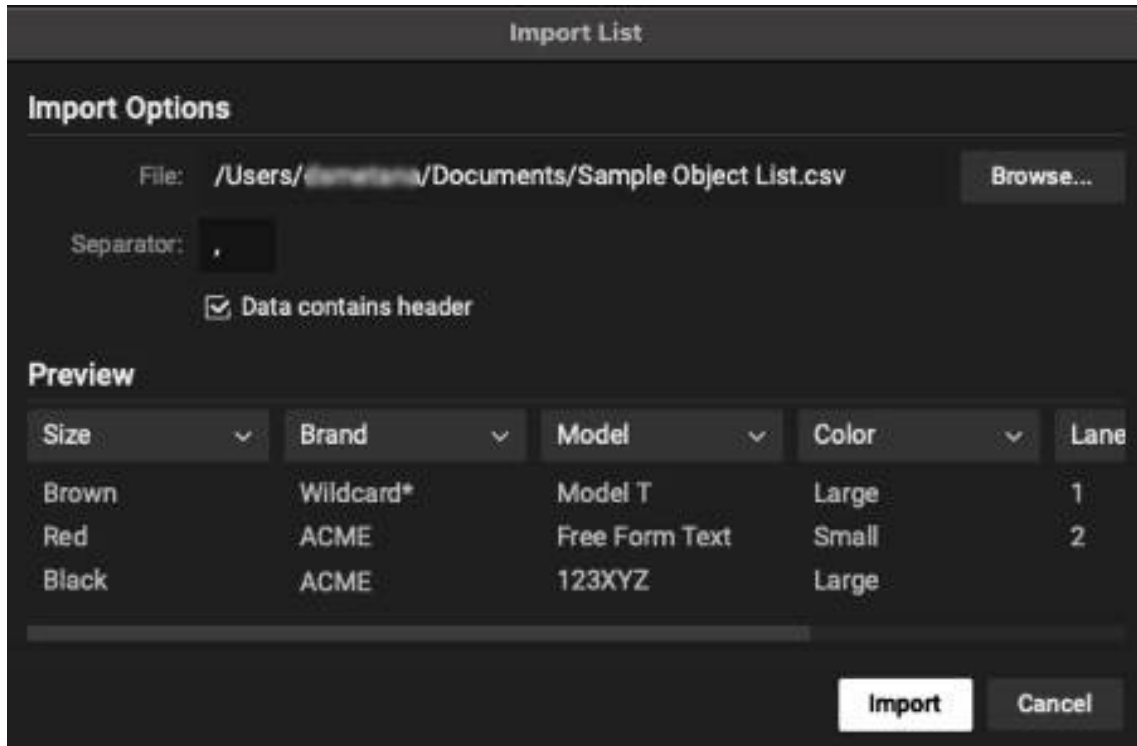 Import List
Import Options
File: /Users/ /Documents/Sample Object List.csv Browse...
Separator: ,
Data contains header
Preview
Size Brand Model Color Lane
Brown Wildcard* Model T Large 1
Red ACME Free Form Text Small 2
Black ACME 123XYZ Large
Import Cancel